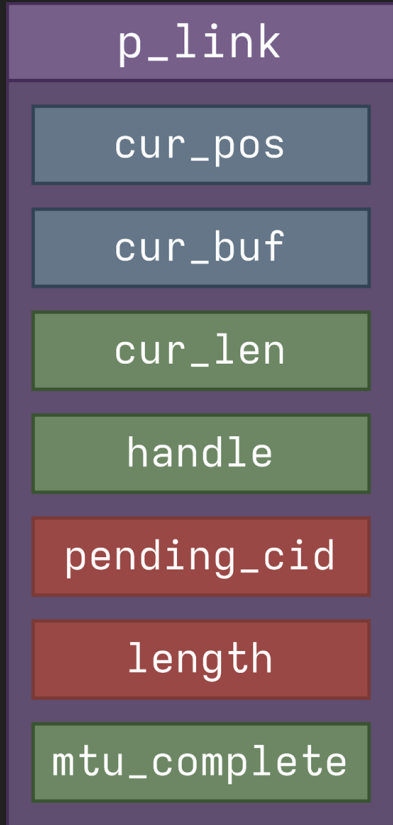 p_link
cur_pos
cur_buf
cur_len
handle
pending_cid
length
mtu_complete